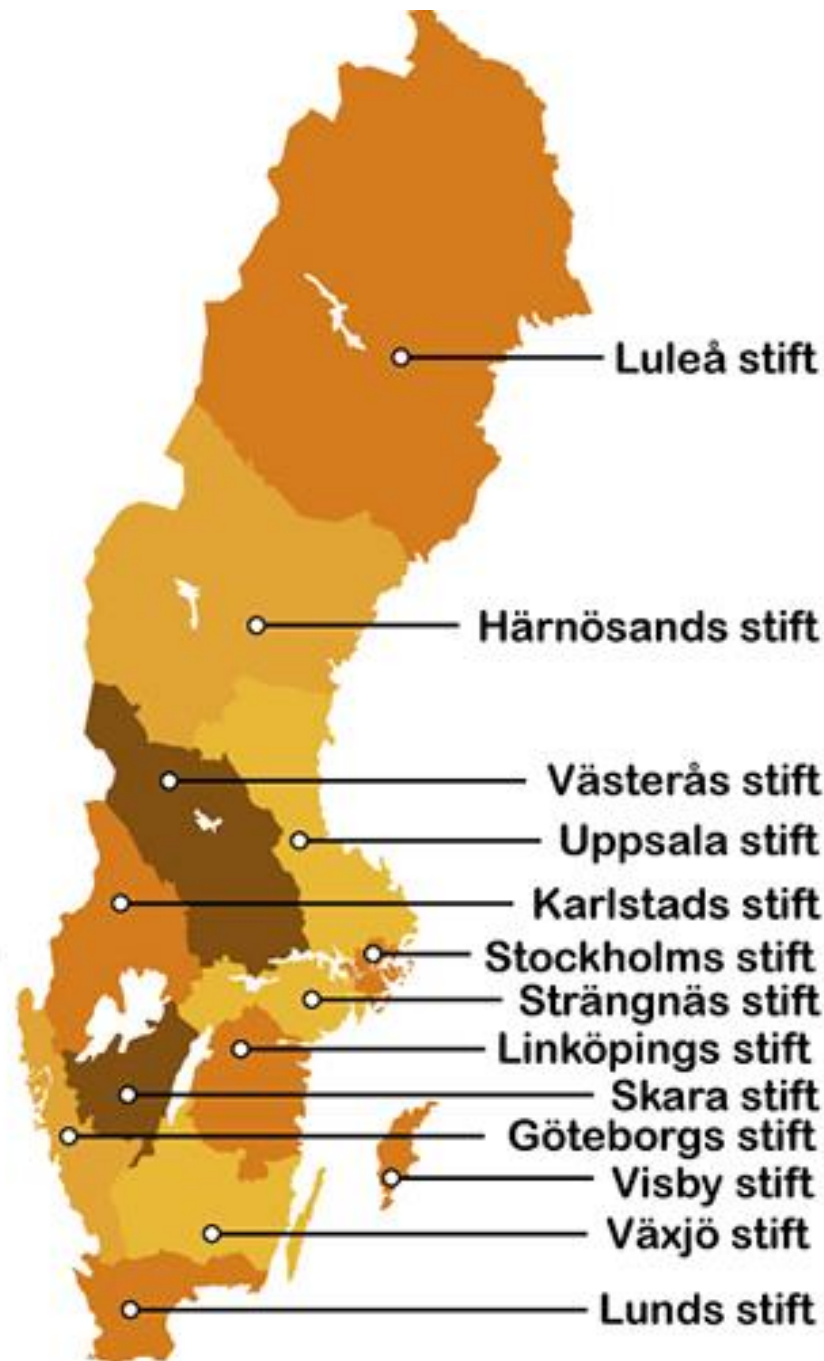 Luleå stift
Härnösands stift
Västerås stift
Uppsala stift
Karlstads stift
Stockholms stift
Strängnäs stift
Linköpings stift
Skara stift
Göteborgs stift
Visby stift
Växjö stift
Lunds stift